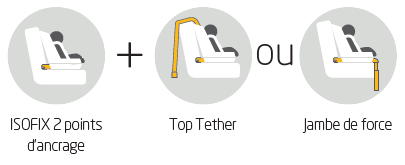 +
ou
ISOFIX 2 points
d'ancrage
Top Tether
Jambe de force